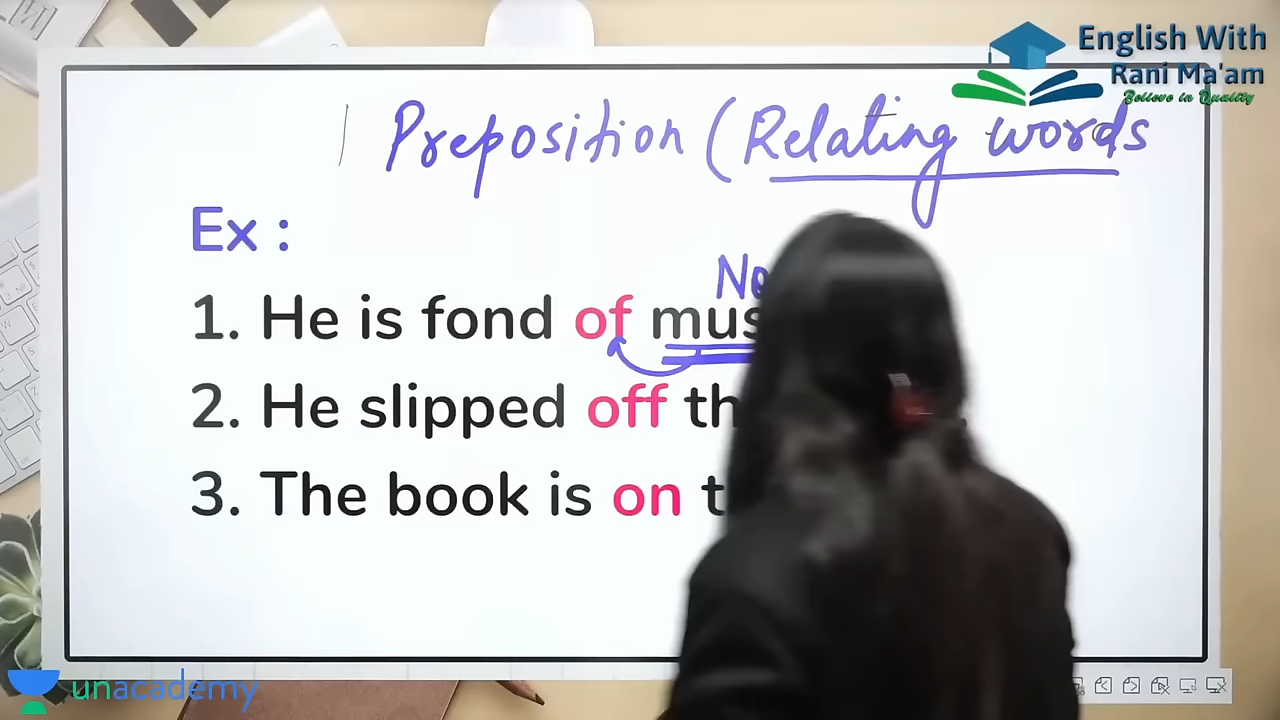 English With
Rani Ma'am
Believe in Quality
Preposition (Relating words
Ex :
No
1. He is fond of mus
2. He slipped off th
3. The book is on t
unacademy